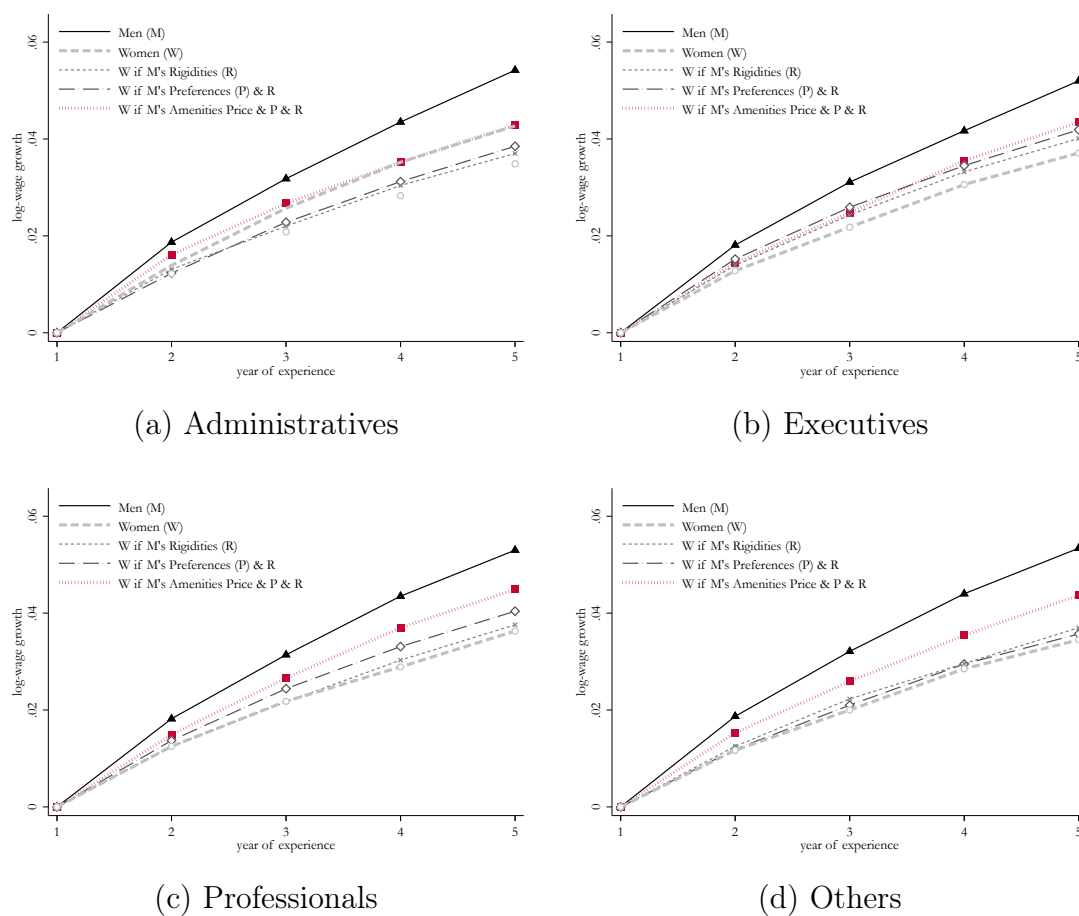 Men (M)
Women (W)
W if M's Rigidities (R)
W if M's Preferences (P) & R
W if M's Amenities Price & P & R
log-wage growth
0
.02
.04
.06
1 2 3 4 5
year of experience
(a) Administratives
Men (M)
Women (W)
W if M's Rigidities (R)
W if M's Preferences (P) & R
W if M's Amenities Price & P & R
log-wage growth
0
.02
.04
.06
1 2 3 4 5
year of experience
(b) Executives
Men (M)
Women (W)
W if M's Rigidities (R)
W if M's Preferences (P) & R
W if M's Amenities Price & P & R
log-wage growth
0
.02
.04
.06
1 2 3 4 5
year of experience
(c) Professionals
Men (M)
Women (W)
W if M's Rigidities (R)
W if M's Preferences (P) & R
W if M's Amenities Price & P & R
log-wage growth
0
.02
.04
.06
1 2 3 4 5
year of experience
(d) Others